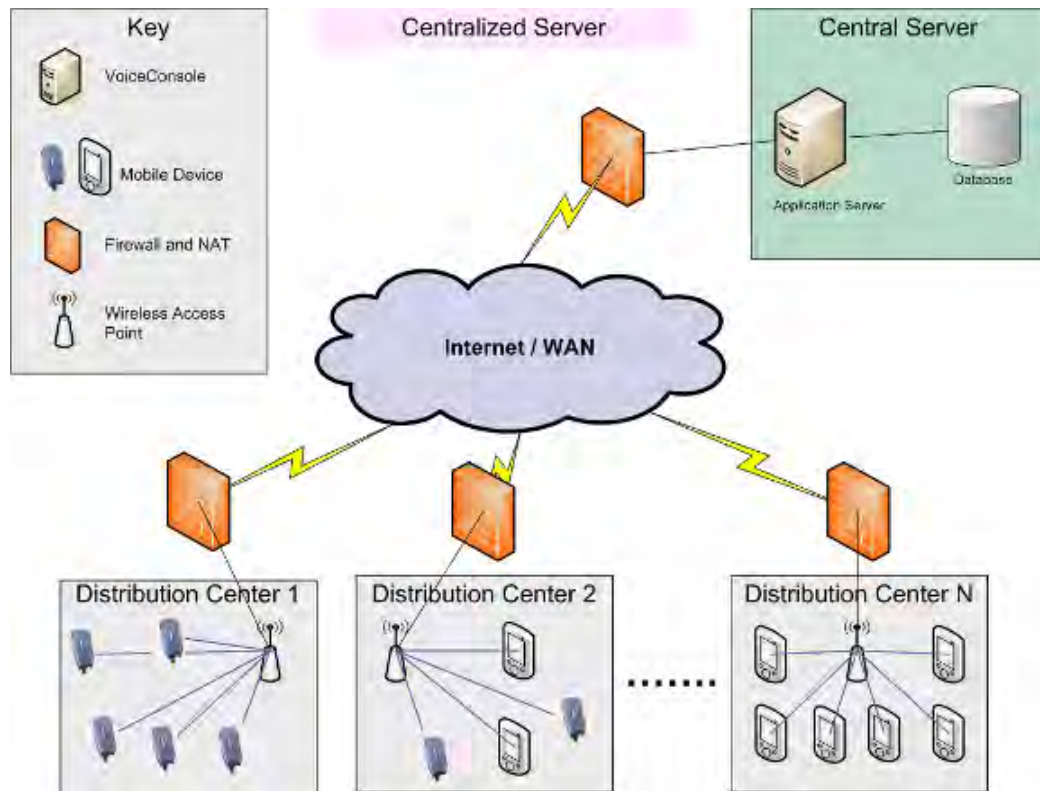 Key
VoiceConsole
Mobile Device
Firewall and NAT
Wireless Access
Point
Centralized Server
Central Server
Application Server
Database
Internet / WAN
Distribution Center 1
Distribution Center 2
Distribution Center N